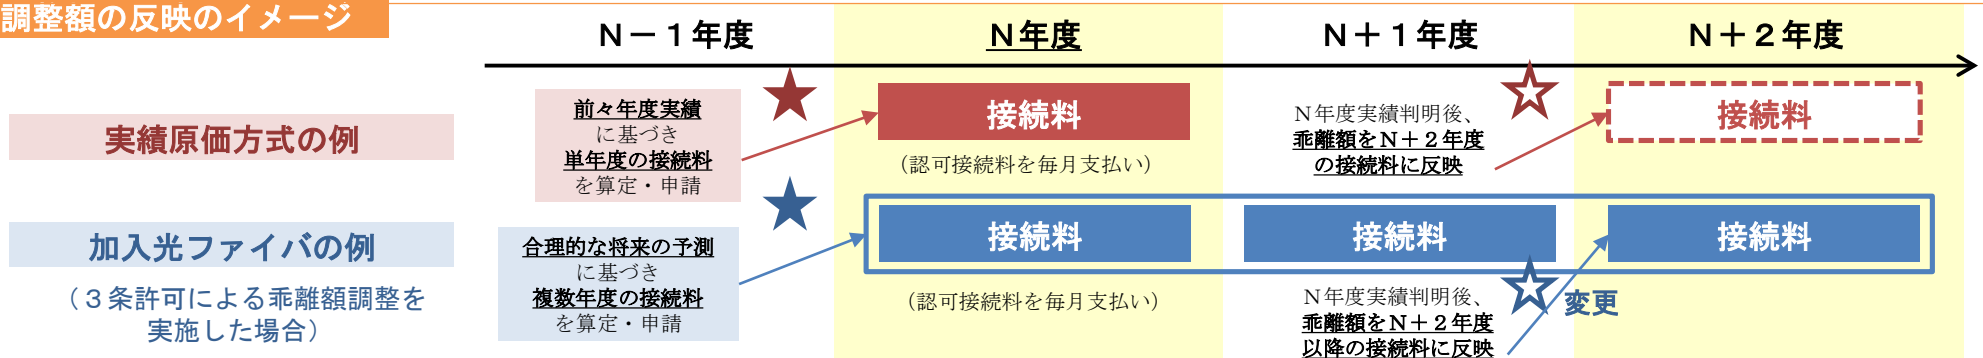 調整額の反映のイメージ
Ｎ－１年度
Ｎ年度
Ｎ＋１年度
Ｎ＋２年度
実績原価方式の例
前々年度実績
に基づき
単年度の接続料
を算定・申請
接続料
（認可接続料を毎月支払い）
Ｎ年度実績判明後、
乖離額をＮ＋２年度
の接続料に反映
接続料
加入光ファイバの例
（３条許可による乖離額調整を
実施した場合）
合理的な将来の予測
に基づき
複数年度の接続料
を算定・申請
接続料
（認可接続料を毎月支払い）
接続料
Ｎ年度実績判明後、
乖離額をＮ＋２年度
以降の接続料に反映
変更
接続料